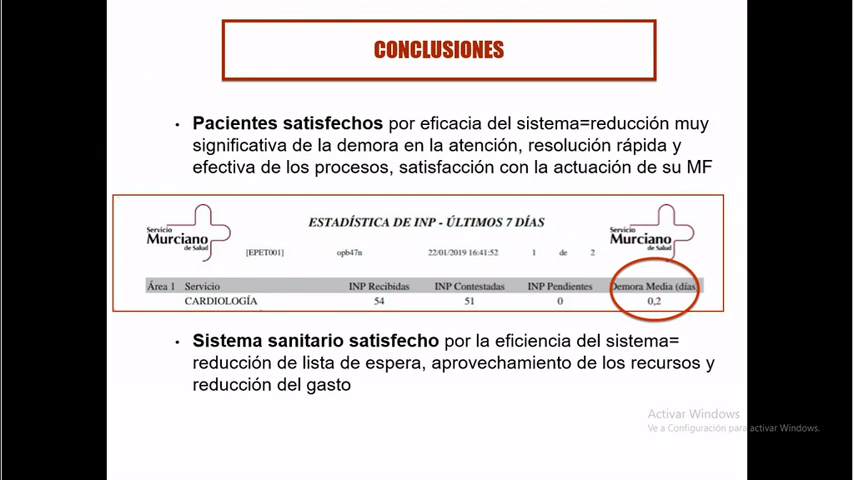 CONCLUSIONES
• Pacientes satisfechos por eficacia del sistema=reducción muy
significativa de la demora en la atención, resolución rápida y
efectiva de los procesos, satisfacción con la actuación de su MF
Servicio
Murciano
de Salud
ESTADÍSTICA DE INP - ÚLTIMOS 7 DÍAS
Servicio
Murciano
de Salud
[EPET001] opb47n 22/01/2019 16:41:52 1 de 2
Área 1 Servicio INP Recibidas INP Contestadas INP Pendientes Demora Media (días
CARDIOLOGÍA 54 51 0 0,2
• Sistema sanitario satisfecho por la eficiencia del sistema=
reducción de lista de espera, aprovechamiento de los recursos y
reducción del gasto
Activar Windows
Ve a Configuración para activar Windows.